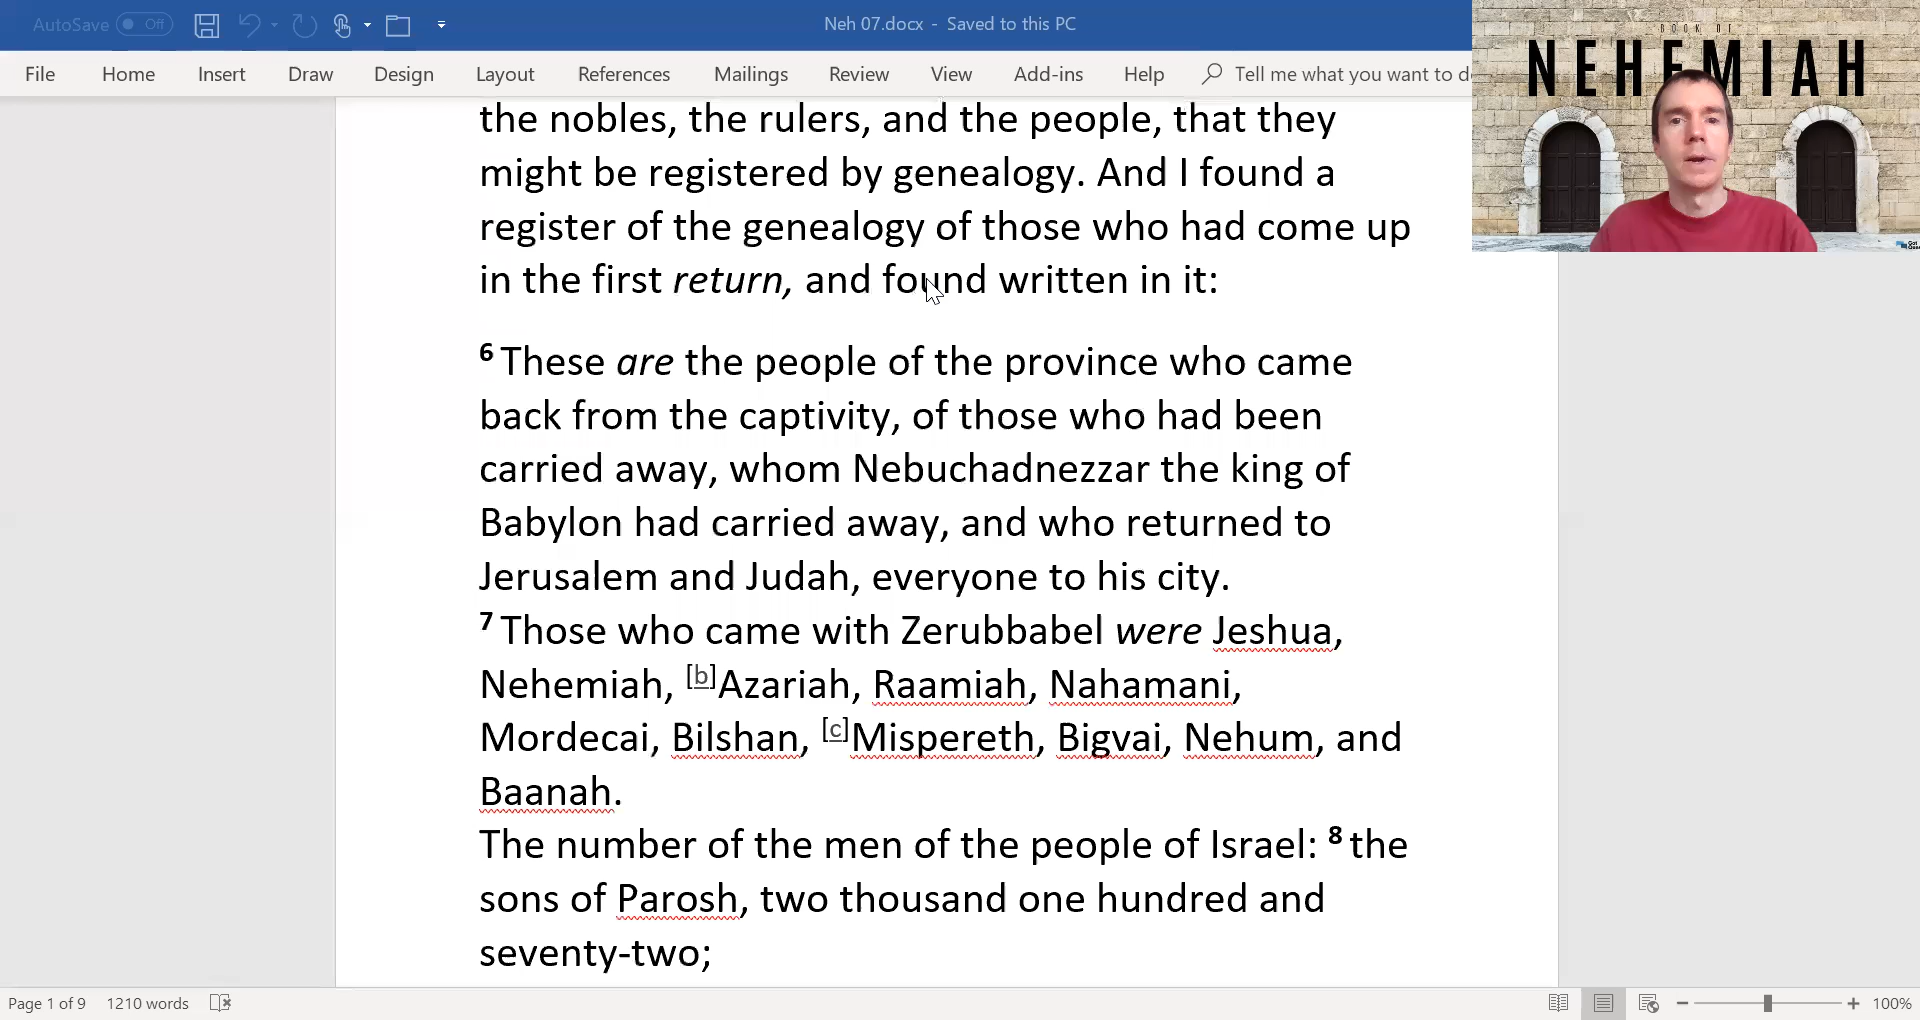 AutoSave Off
Neh 07.docx - Saved to this PC
File Home Insert Draw Design Layout References Mailings Review View Add-ins Help Tell me what you want to d
BOOK OF
NEHEMIAH
the nobles, the rulers, and the people, that they
might be registered by genealogy. And I found a
register of the genealogy of those who had come up
in the first return, and found written in it:
6 These are the people of the province who came
back from the captivity, of those who had been
carried away, whom Nebuchadnezzar the king of
Babylon had carried away, and who returned to
Jerusalem and Judah, everyone to his city.
7 Those who came with Zerubbabel were Jeshua,
Nehemiah, [b]Azariah, Raamiah, Nahamani,
Mordecai, Bilshan, [c]Mispereth, Bigvai, Nehum, and
Baanah.
The number of the men of the people of Israel: 8 the
sons of Parosh, two thousand one hundred and
seventy-two;
Page 1 of 9 1210 words
100%